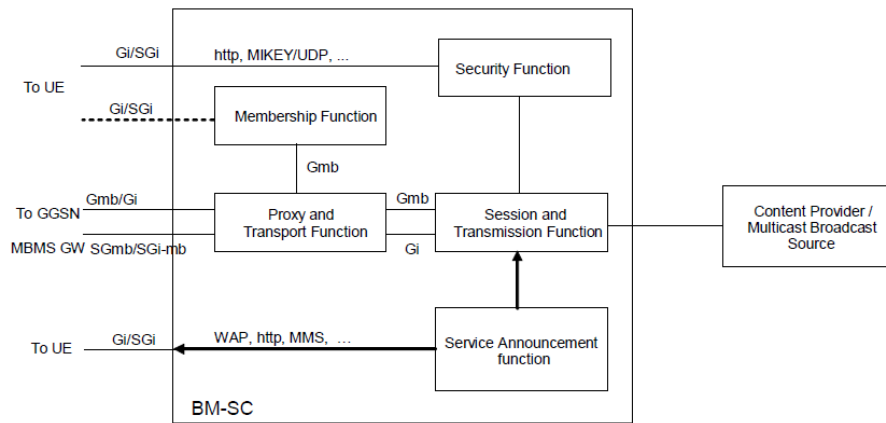 Gi/SGi
http, MIKEY/UDP, ...
Security Function
To UE
Gi/SGi
Membership Function
Gmb
Gmb/Gi
Gmb
To GGSN
Proxy and
Transport Function
Session and
Transmission Function
Content Provider /
Multicast Broadcast
Source
MBMS GW
SGmb/SGi-mb
Gi
WAP, http, MMS, ...
Gi/SGi
To UE
Service Announcement
function
BM-SC